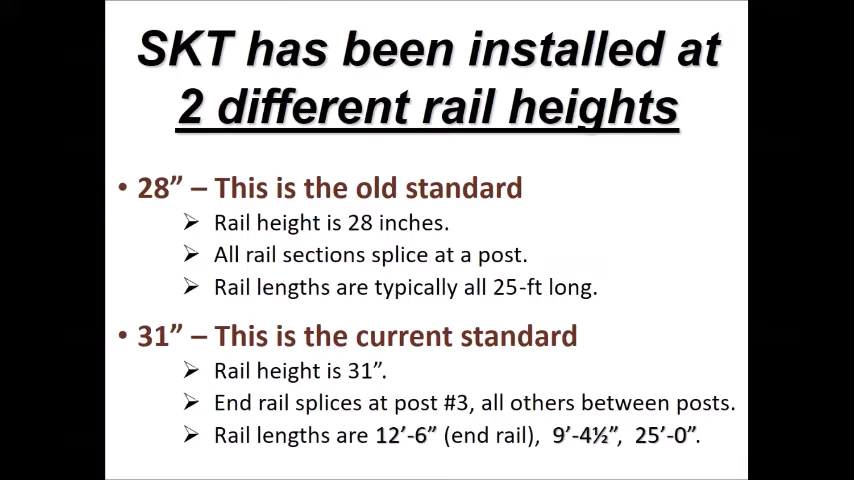 SKT has been installed at
2 different rail heights
• 28” – This is the old standard
➢ Rail height is 28 inches.
➢ All rail sections splice at a post.
➢ Rail lengths are typically all 25-ft long.
• 31” – This is the current standard
➢ Rail height is 31”.
➢ End rail splices at post #3, all others between posts.
➢ Rail lengths are 12’-6” (end rail), 9’-4½”, 25’-0”.